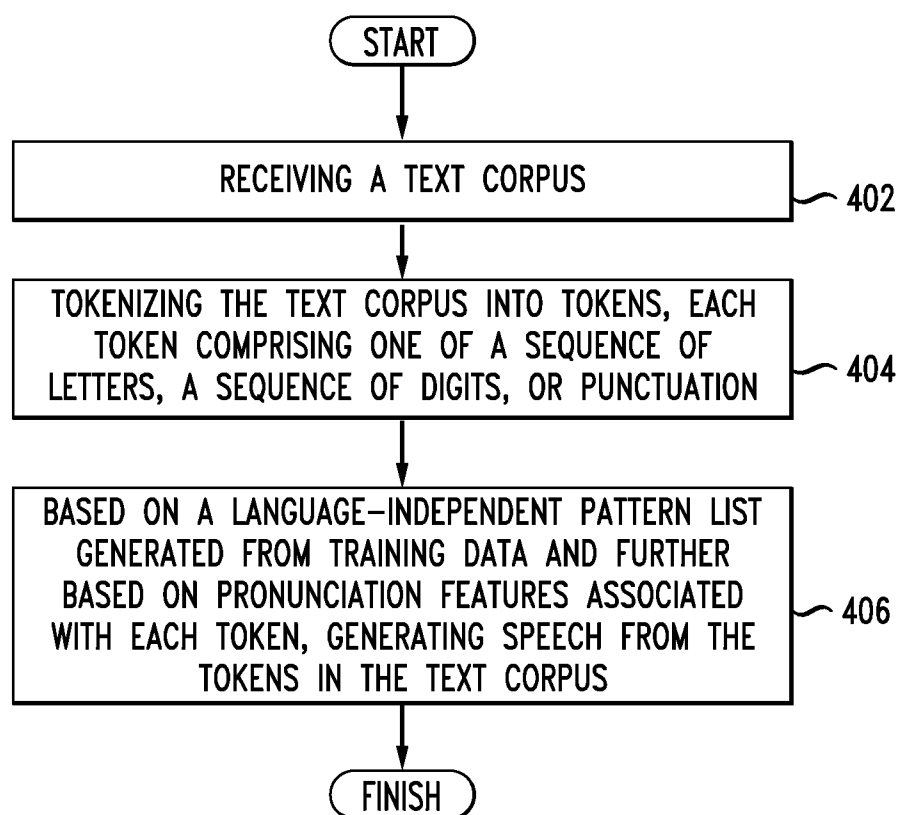 START
RECEIVING A TEXT CORPUS
402
TOKENIZING THE TEXT CORPUS INTO TOKENS, EACH
TOKEN COMPRISING ONE OF A SEQUENCE OF
LETTERS, A SEQUENCE OF DIGITS, OR PUNCTUATION
404
BASED ON A LANGUAGE-INDEPENDENT PATTERN LIST
GENERATED FROM TRAINING DATA AND FURTHER
BASED ON PRONUNCIATION FEATURES ASSOCIATED
WITH EACH TOKEN, GENERATING SPEECH FROM THE
TOKENS IN THE TEXT CORPUS
406
FINISH